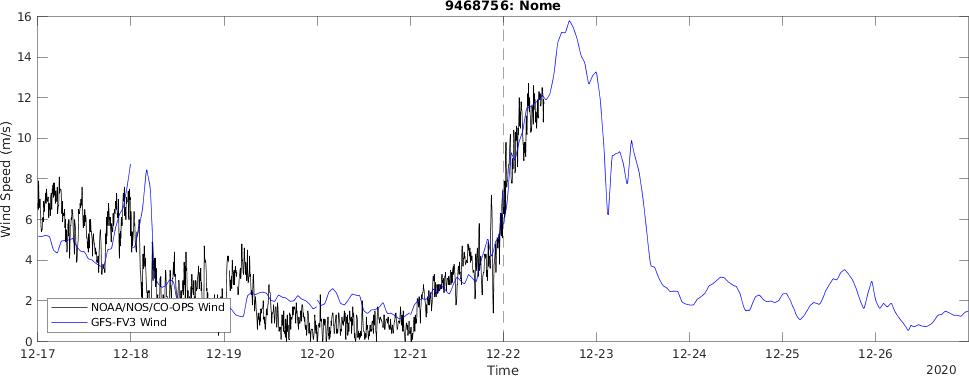 9468756: Nome
16
14
12
10
8
6
4
2
0
Wind Speed (m/s)
NOAA/NOS/CO-OPS Wind
GFS-FV3 Wind
12-17 12-18 12-19 12-20 12-21 12-22 12-23 12-24 12-25 12-26
Time
2020